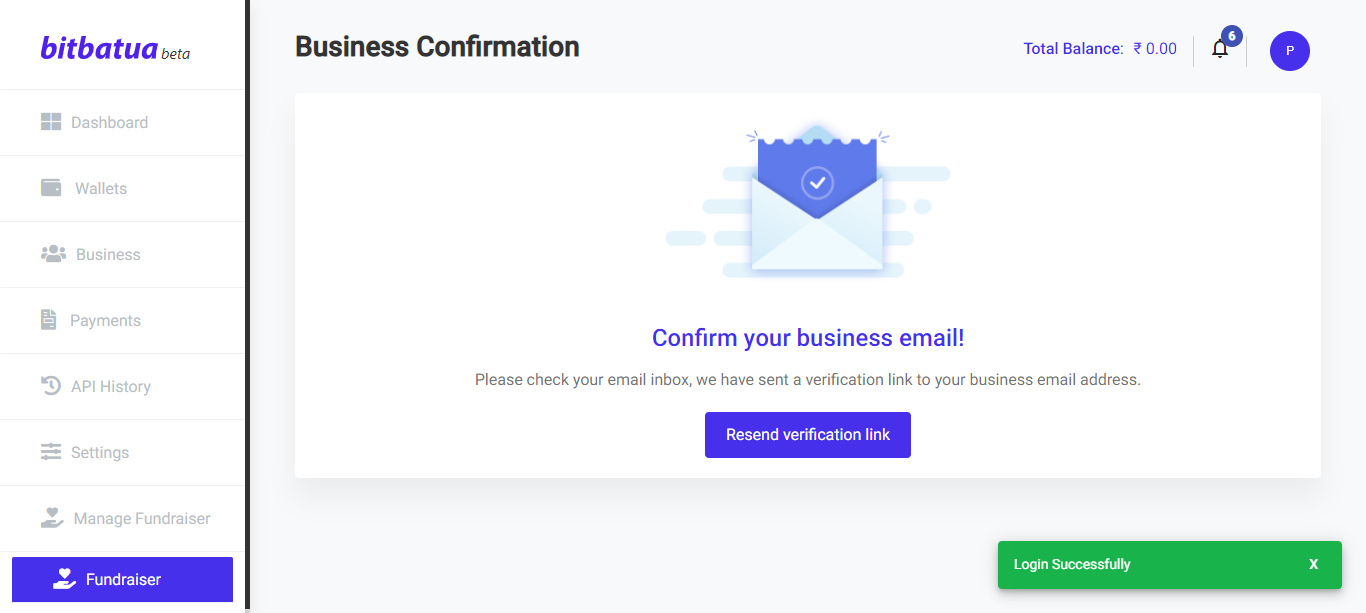 bitbatua beta
Dashboard
Wallets
Business
Payments
API History
Settings
Manage Fundraiser
Fundraiser
Business Confirmation
Total Balance: ₹ 0.00
6
P
Confirm your business email!
Please check your email inbox, we have sent a verification link to your business email address.
Resend verification link
Login Successfully X